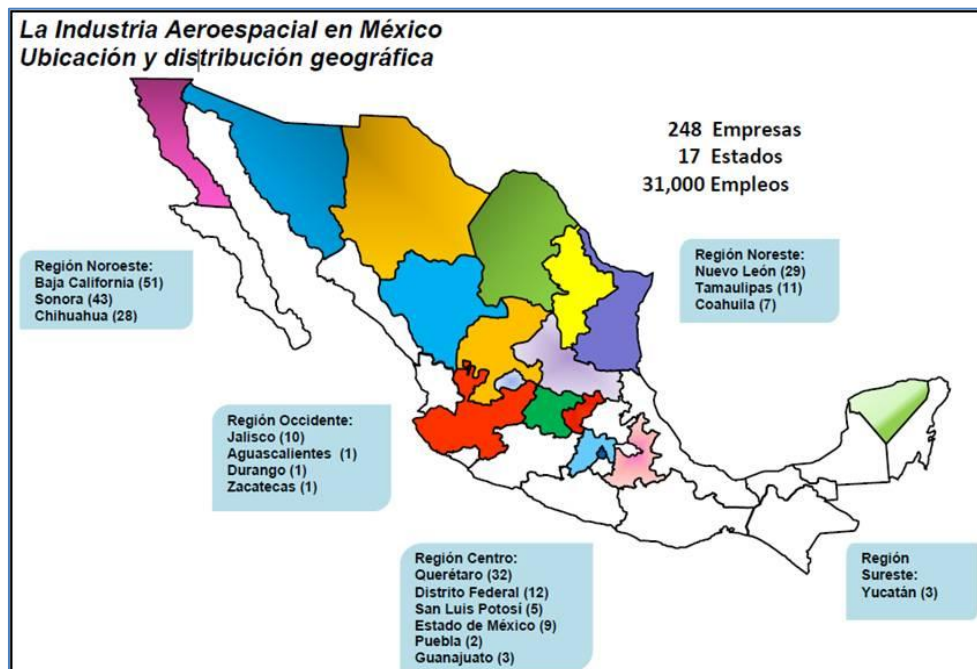 La Industria Aeroespacial en México
Ubicación y distribución geográfica
248 Empresas
17 Estados
31,000 Empleos
Región Noroeste:
Baja California (51)
Sonora (43)
Chihuahua (28)
Región Noreste:
Nuevo León (29)
Tamaulipas (11)
Coahuila (7)
Región Occidente:
Jalisco (10)
Aguascalientes (1)
Durango (1)
Zacatecas (1)
Región Centro:
Querétaro (32)
Distrito Federal (12)
San Luis Potosí (5)
Estado de México (9)
Puebla (2)
Guanajuato (3)
Región
Sureste:
Yucatán (3)